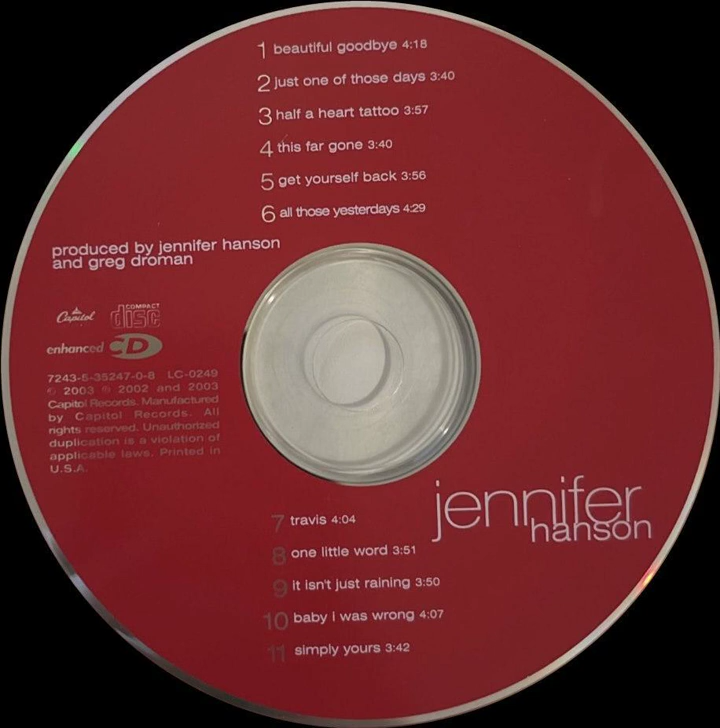 1 beautiful goodbye 4:18
2 just one of those days 3:40
3 half a heart tattoo 3:57
4 this far gone 3:40
5 get yourself back 3:56
6 all those yesterdays 4:29
produced by jennifer hanson
and greg droman
Capitol
COMPACT
disc
enhanced CD
7243-5-35247-0-8 LC-0249
© 2003 ℗ 2002 and 2003
Capitol Records. Manufactured
by Capitol Records. All
rights reserved. Unauthorized
duplication is a violation of
applicable laws. Printed in
U.S.A.
jennifer
hanson
7 travis 4:04
8 one little word 3:51
9 it isn't just raining 3:50
10 baby i was wrong 4:07
11 simply yours 3:42